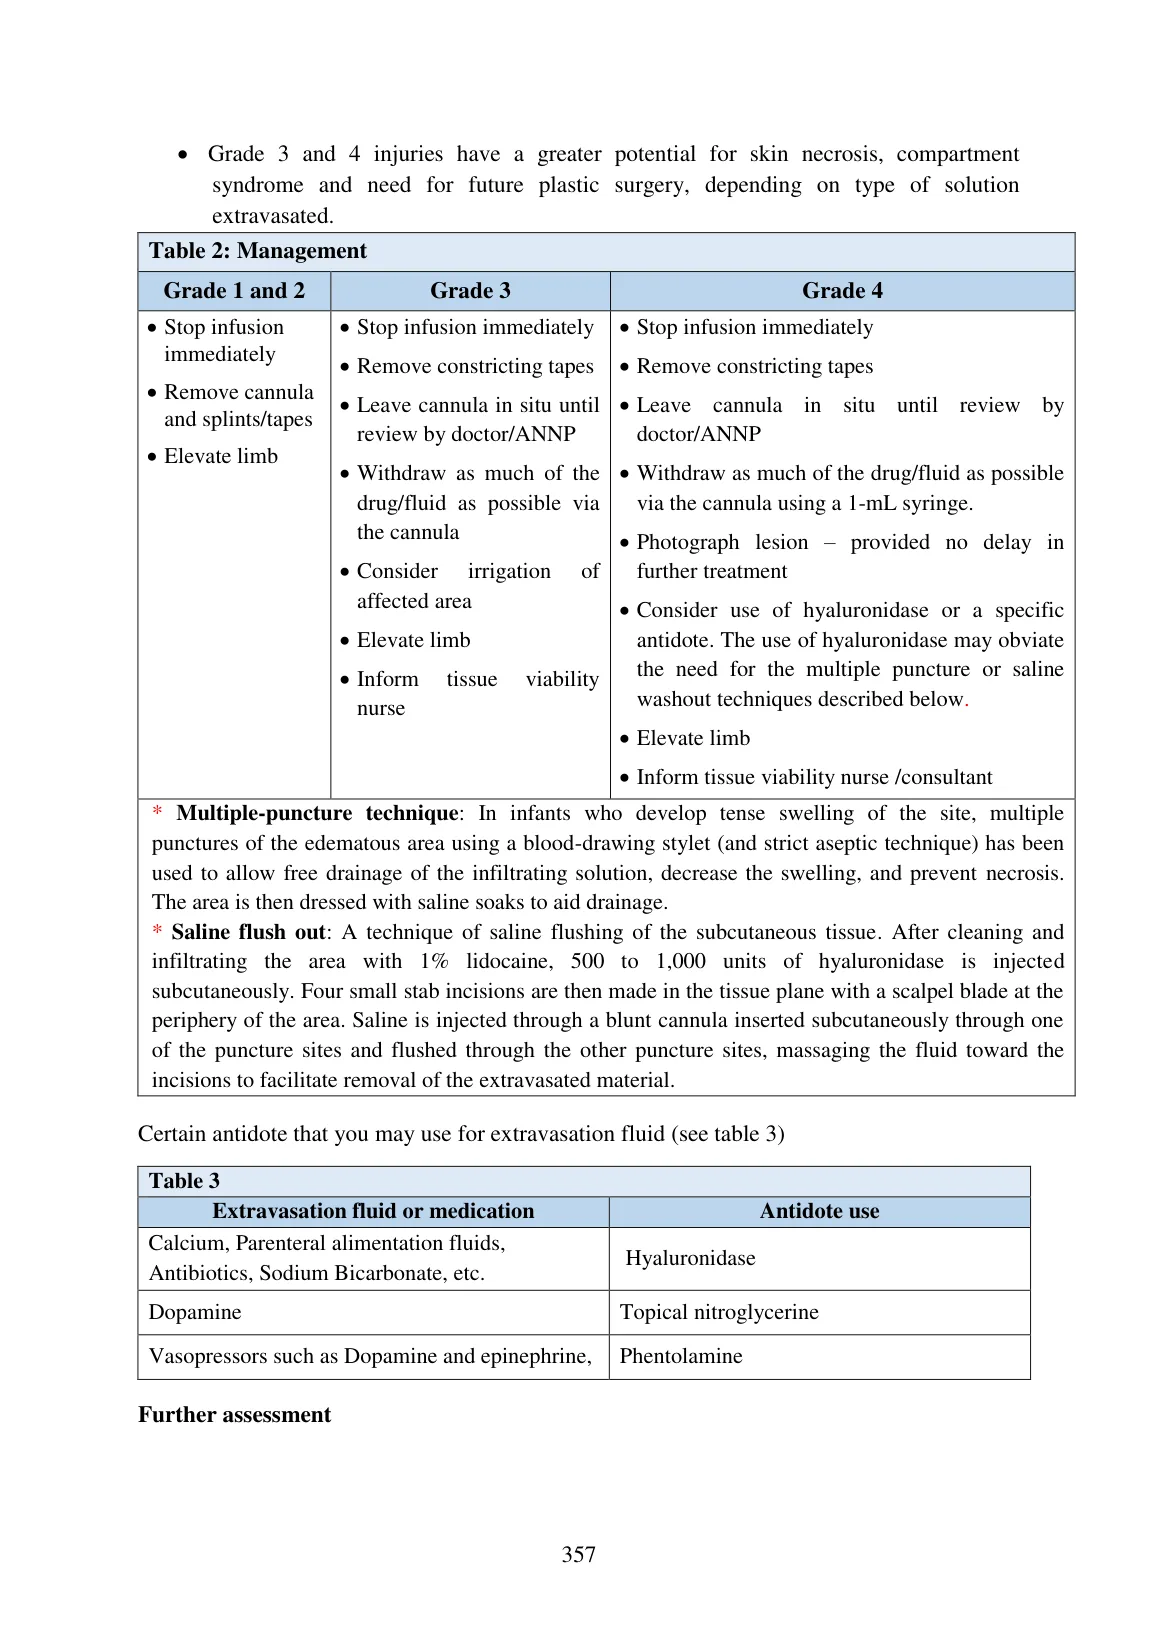 • Grade 3 and 4 injuries have a greater potential for skin necrosis, compartment
syndrome and need for future plastic surgery, depending on type of solution
extravasated.
Table 2: Management
Grade 1 and 2
Grade 3
Grade 4
• Stop infusion
immediately
• Remove cannula
and splints/tapes
• Elevate limb
• Stop infusion immediately
• Remove constricting tapes
• Leave cannula in situ until
review by doctor/ANNP
• Withdraw as much of the
drug/fluid as possible via
the cannula
• Consider irrigation of
affected area
• Elevate limb
• Inform tissue viability
nurse
• Stop infusion immediately
• Remove constricting tapes
• Leave cannula in situ until review by
doctor/ANNP
• Withdraw as much of the drug/fluid as possible
via the cannula using a 1-mL syringe.
• Photograph lesion – provided no delay in
further treatment
• Consider use of hyaluronidase or a specific
antidote. The use of hyaluronidase may obviate
the need for the multiple puncture or saline
washout techniques described below.
• Elevate limb
• Inform tissue viability nurse /consultant
* Multiple-puncture technique: In infants who develop tense swelling of the site, multiple
punctures of the edematous area using a blood-drawing stylet (and strict aseptic technique) has been
used to allow free drainage of the infiltrating solution, decrease the swelling, and prevent necrosis.
The area is then dressed with saline soaks to aid drainage.
* Saline flush out: A technique of saline flushing of the subcutaneous tissue. After cleaning and
infiltrating the area with 1% lidocaine, 500 to 1,000 units of hyaluronidase is injected
subcutaneously. Four small stab incisions are then made in the tissue plane with a scalpel blade at the
periphery of the area. Saline is injected through a blunt cannula inserted subcutaneously through one
of the puncture sites and flushed through the other puncture sites, massaging the fluid toward the
incisions to facilitate removal of the extravasated material.
Certain antidote that you may use for extravasation fluid (see table 3)
Table 3
Extravasation fluid or medication
Antidote use
Calcium, Parenteral alimentation fluids,
Antibiotics, Sodium Bicarbonate, etc.
Hyaluronidase
Dopamine
Topical nitroglycerine
Vasopressors such as Dopamine and epinephrine,
Phentolamine
Further assessment
357